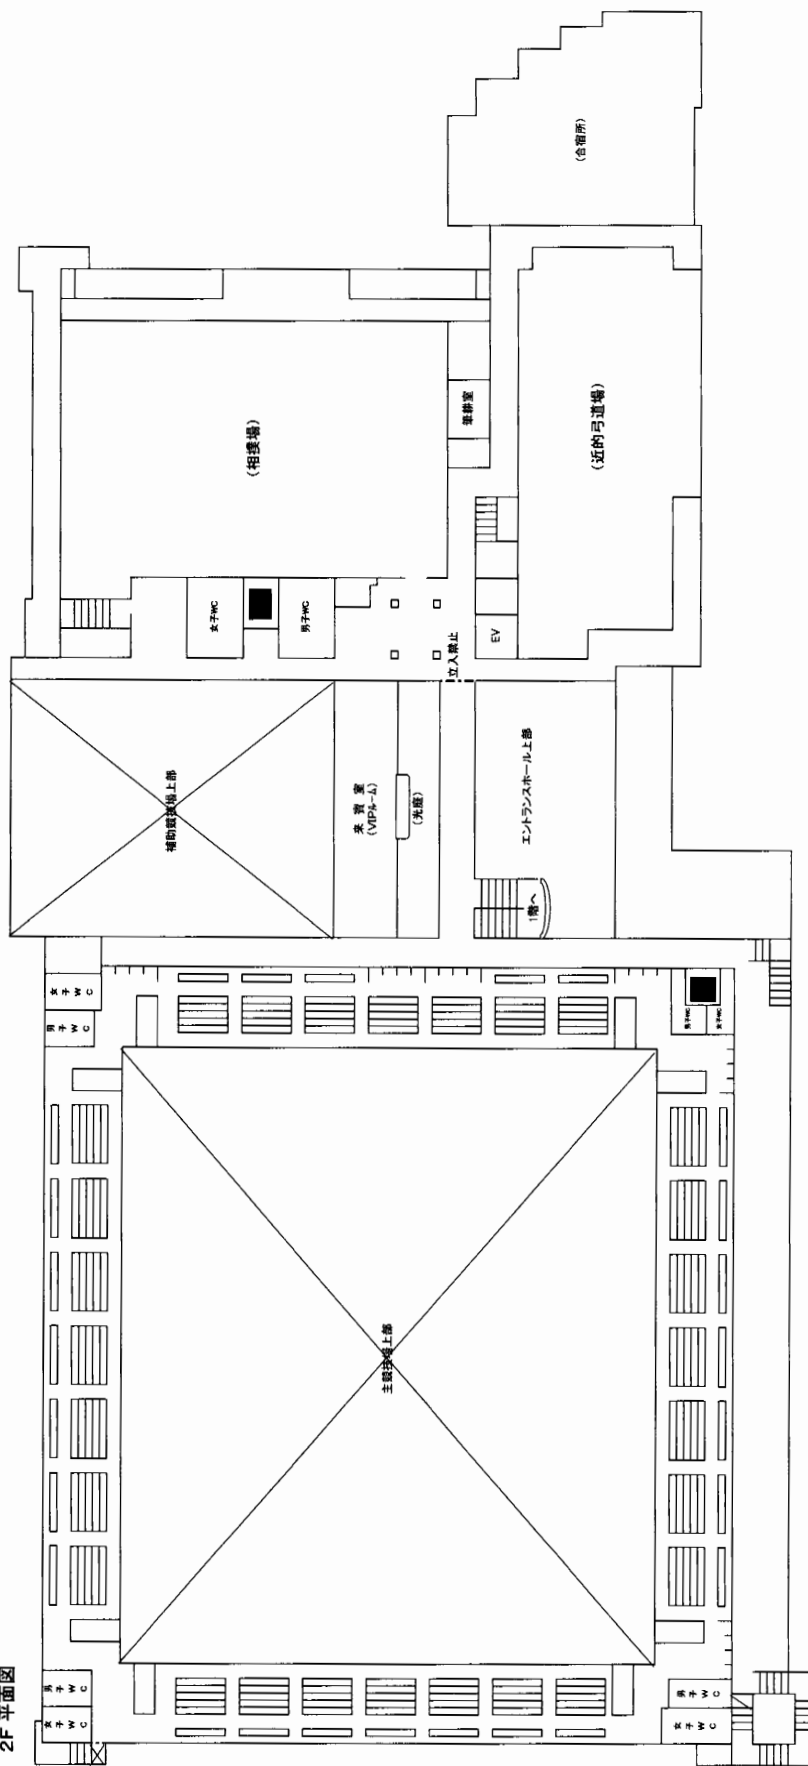 2F 平面図
女子WC
男子WC
主競技場上部
女子WC
男子WC
女子WC
男子WC
男子WC
女子WC
補助競技場上部
来賓室
(VIPルーム)
(光庭)
1階へ
エントランスホール上部
立入禁止
EV
女子WC
男子WC
(相撲場)
筆耕室
(近的弓道場)
(合宿所)